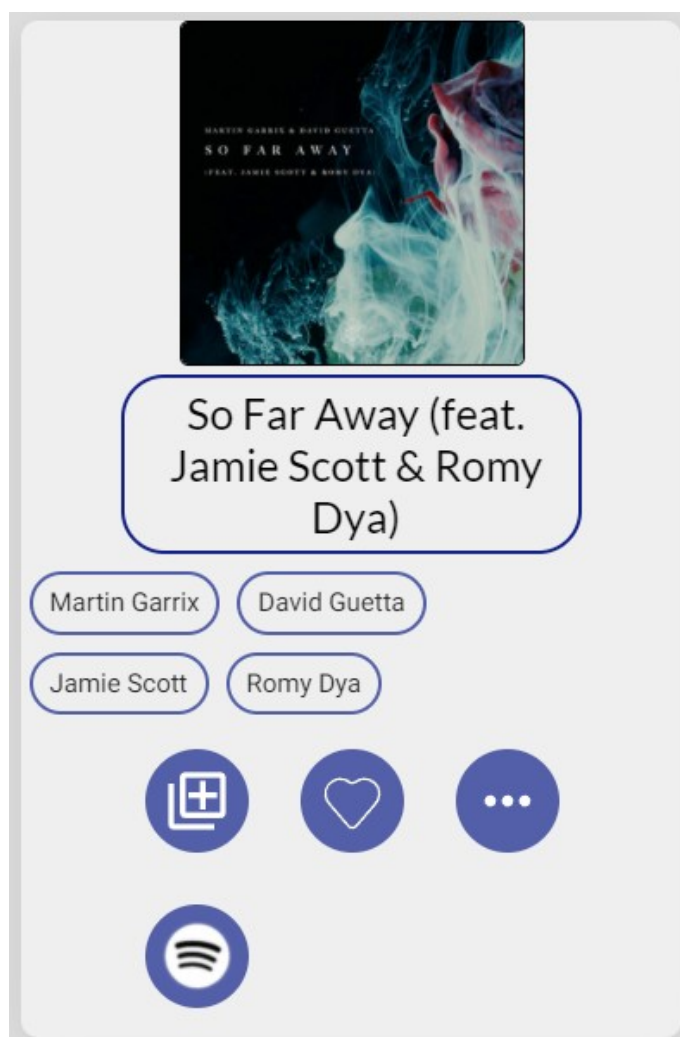 MARTIN GARRIX & DAVID GUETTA
SO FAR AWAY
(FEAT. JAMIE SCOTT & ROMY DYA)
So Far Away (feat.
Jamie Scott & Romy
Dya)
Martin Garrix David Guetta
Jamie Scott Romy Dya